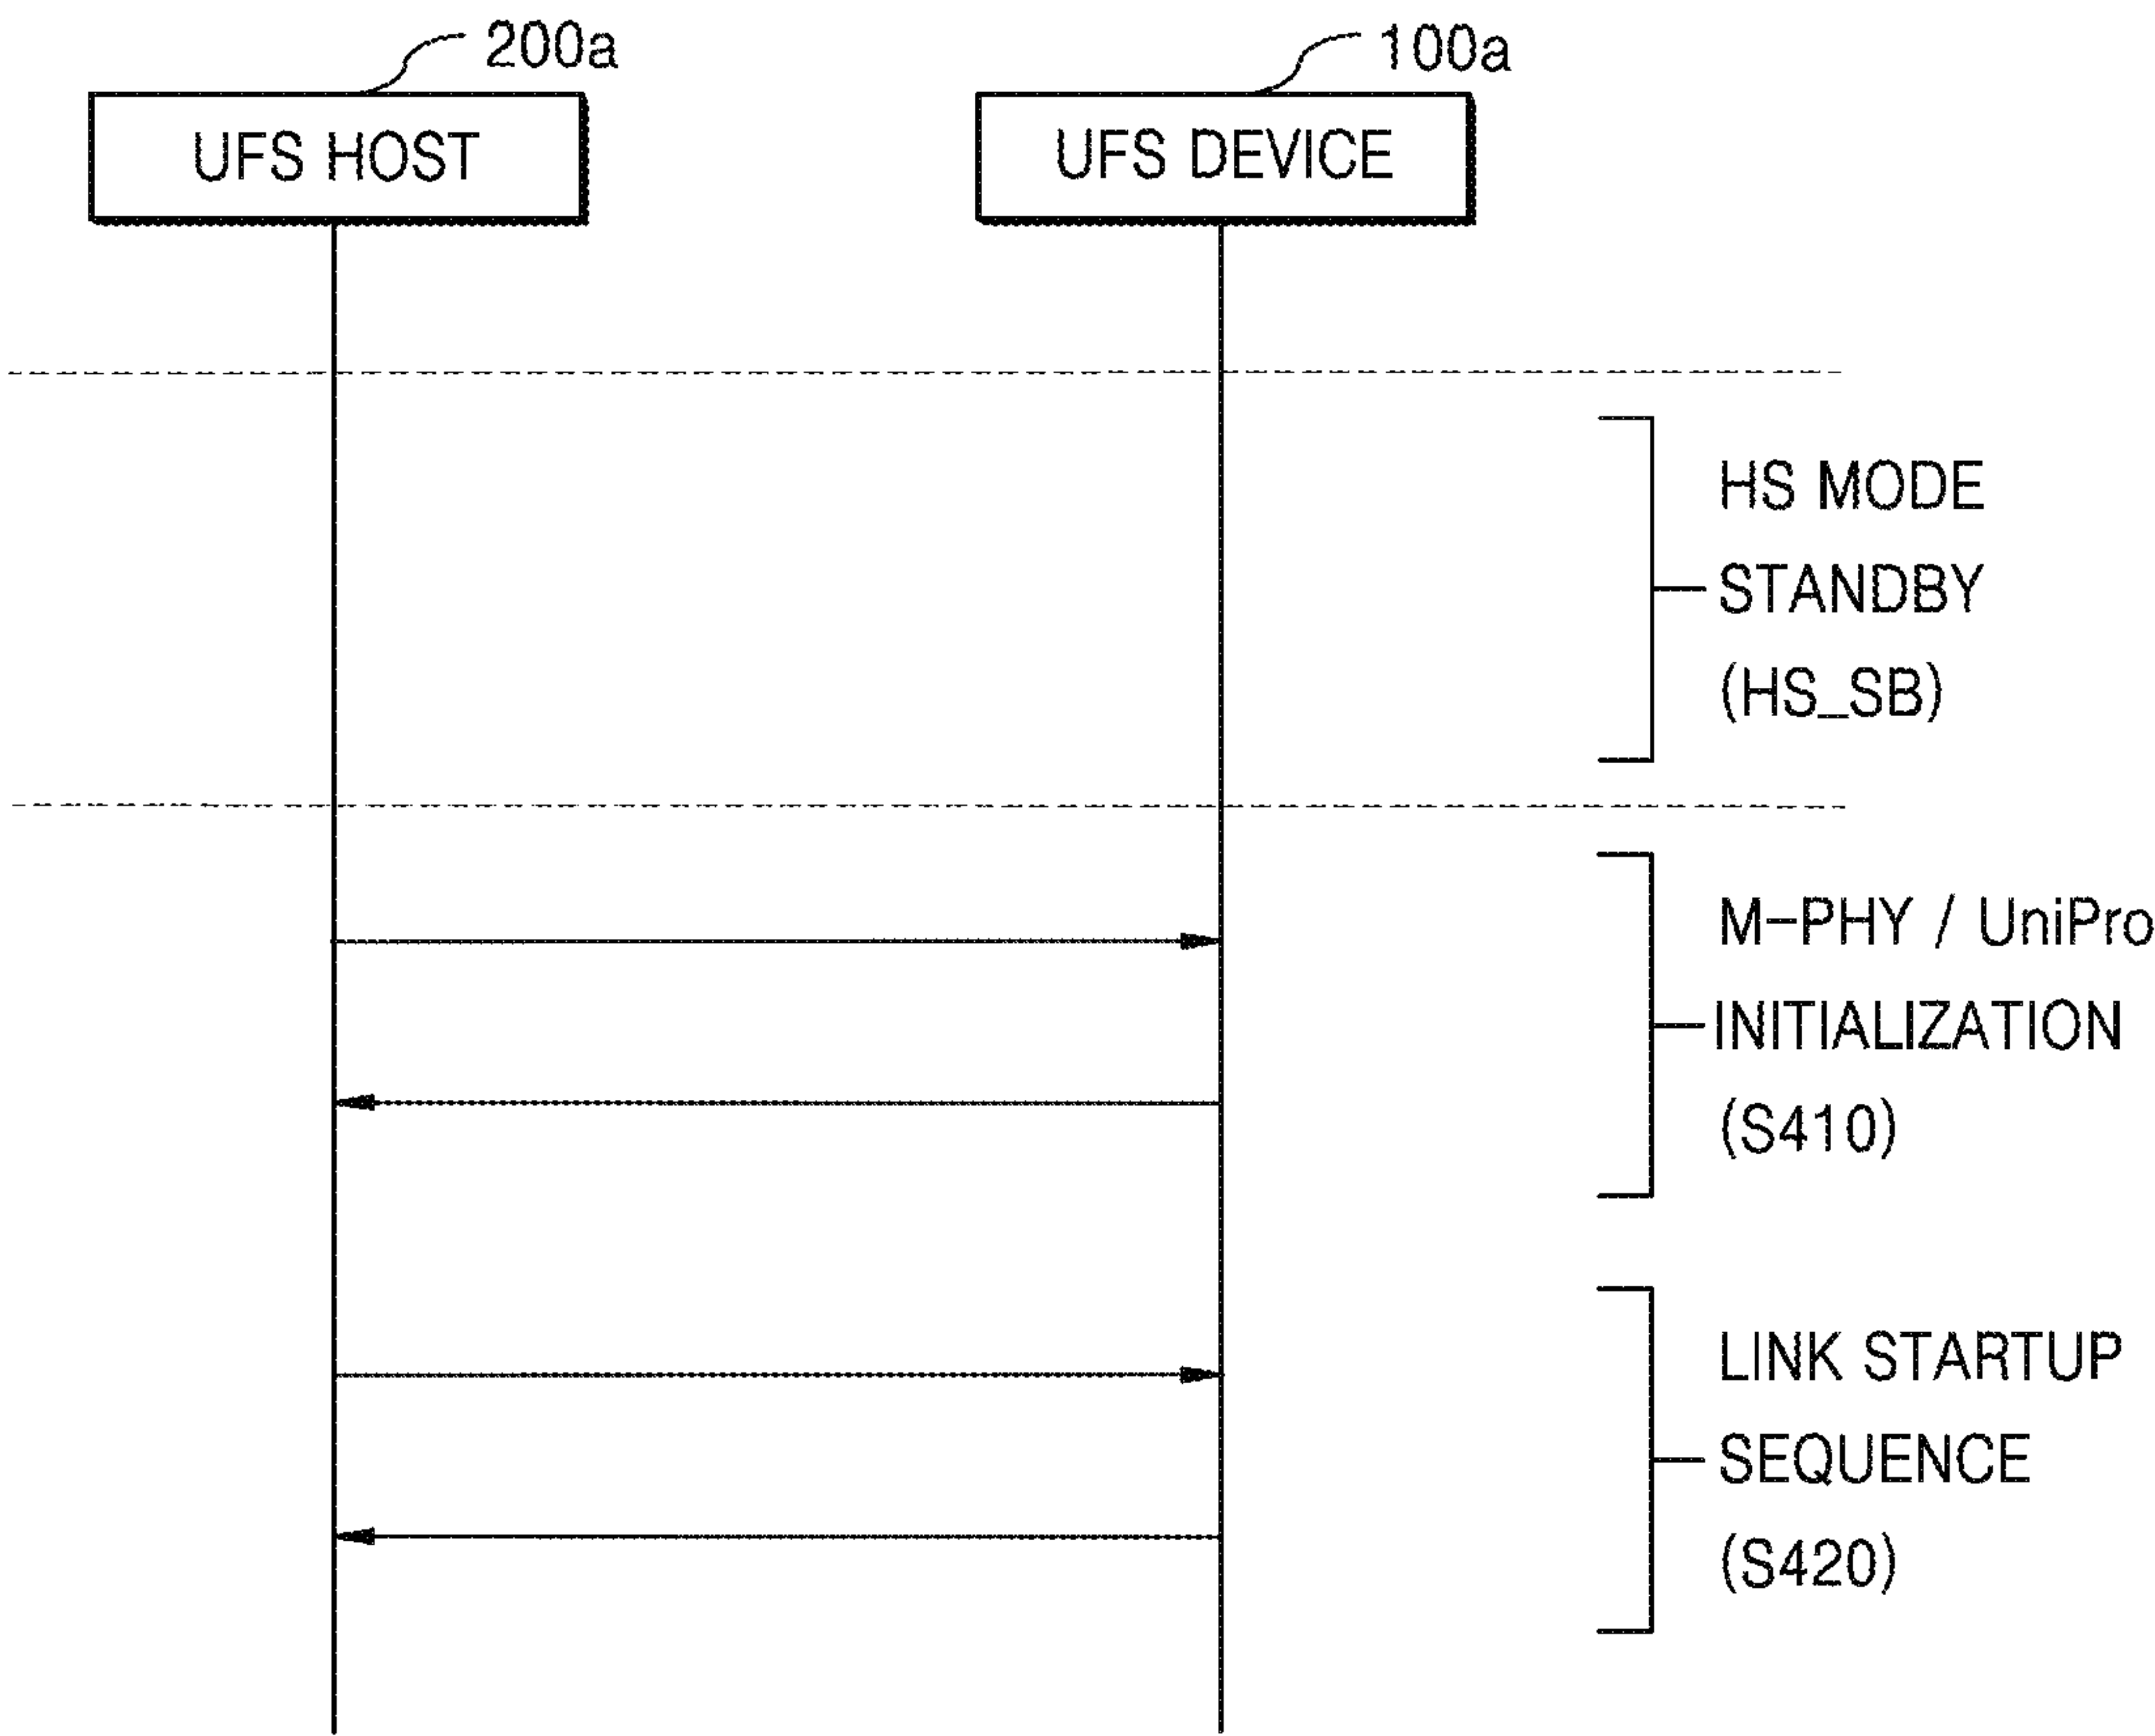 200a
100a
UFS HOST
UFS DEVICE
HS MODE
STANDBY
(HS_SB)
M-PHY / UniPro
INITIALIZATION
(S410)
LINK STARTUP
SEQUENCE
(S420)